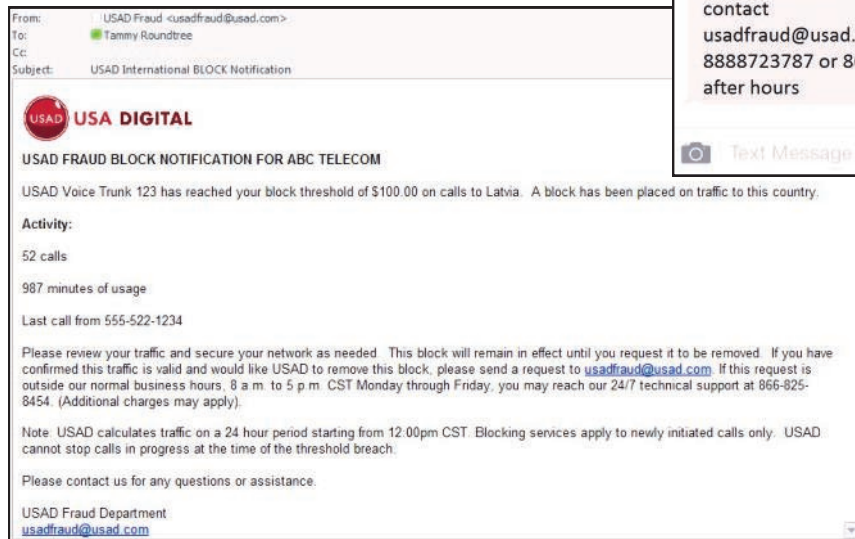 From: USAD Fraud <usadfraud@usad.com>
To: Tammy Roundtree
Cc:
Subject: USAD International BLOCK Notification
USAD USA DIGITAL
USAD FRAUD BLOCK NOTIFICATION FOR ABC TELECOM
USAD Voice Trunk 123 has reached your block threshold of $100.00 on calls to Latvia. A block has been placed on traffic to this country.
Activity:
52 calls
987 minutes of usage
Last call from 555-522-1234
Please review your traffic and secure your network as needed. This block will remain in effect until you request it to be removed. If you have
confirmed this traffic is valid and would like USAD to remove this block, please send a request to usadfraud@usad.com. If this request is
outside our normal business hours, 8 a.m. to 5 p.m. CST Monday through Friday, you may reach our 24/7 technical support at 866-825-
8454. (Additional charges may apply).
Note: USAD calculates traffic on a 24 hour period starting from 12:00pm CST. Blocking services apply to newly initiated calls only. USAD
cannot stop calls in progress at the time of the threshold breach.
Please contact us for any questions or assistance.
USAD Fraud Department
usadfraud@usad.com
contact
usadfraud@usad.
8888723787 or
after hours
Text Message